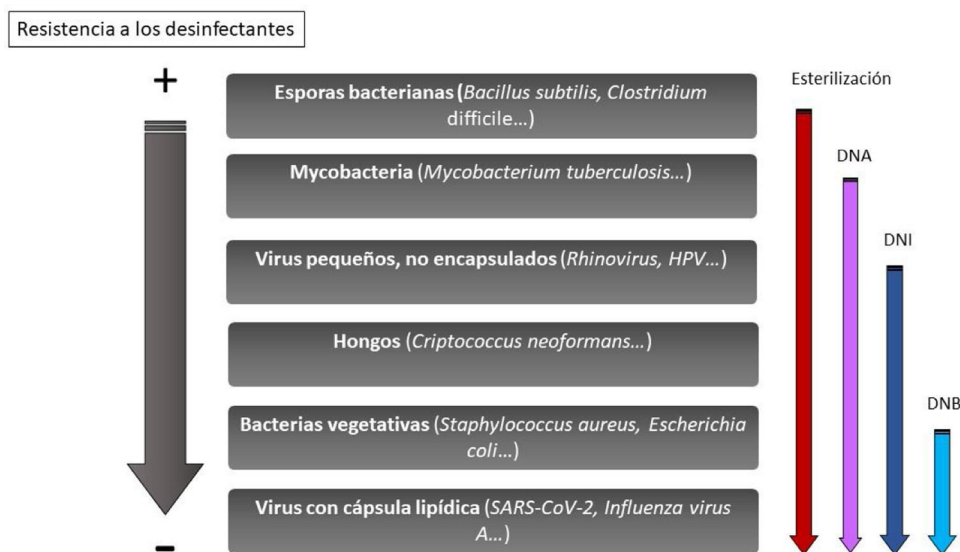 Resistencia a los desinfectantes
+
Esporas bacterianas (Bacillus subtilis, Clostridium
difficile…)
Esterilización
DNA
Mycobacteria (Mycobacterium tuberculosis…)
DNI
Virus pequeños, no encapsulados (Rhinovirus, HPV…)
Hongos (Criptococcus neoformans…)
DNB
Bacterias vegetativas (Staphylococcus aureus, Escherichia
coli…)
Virus con cápsula lipídica (SARS-CoV-2, Influenza virus
A…)
-